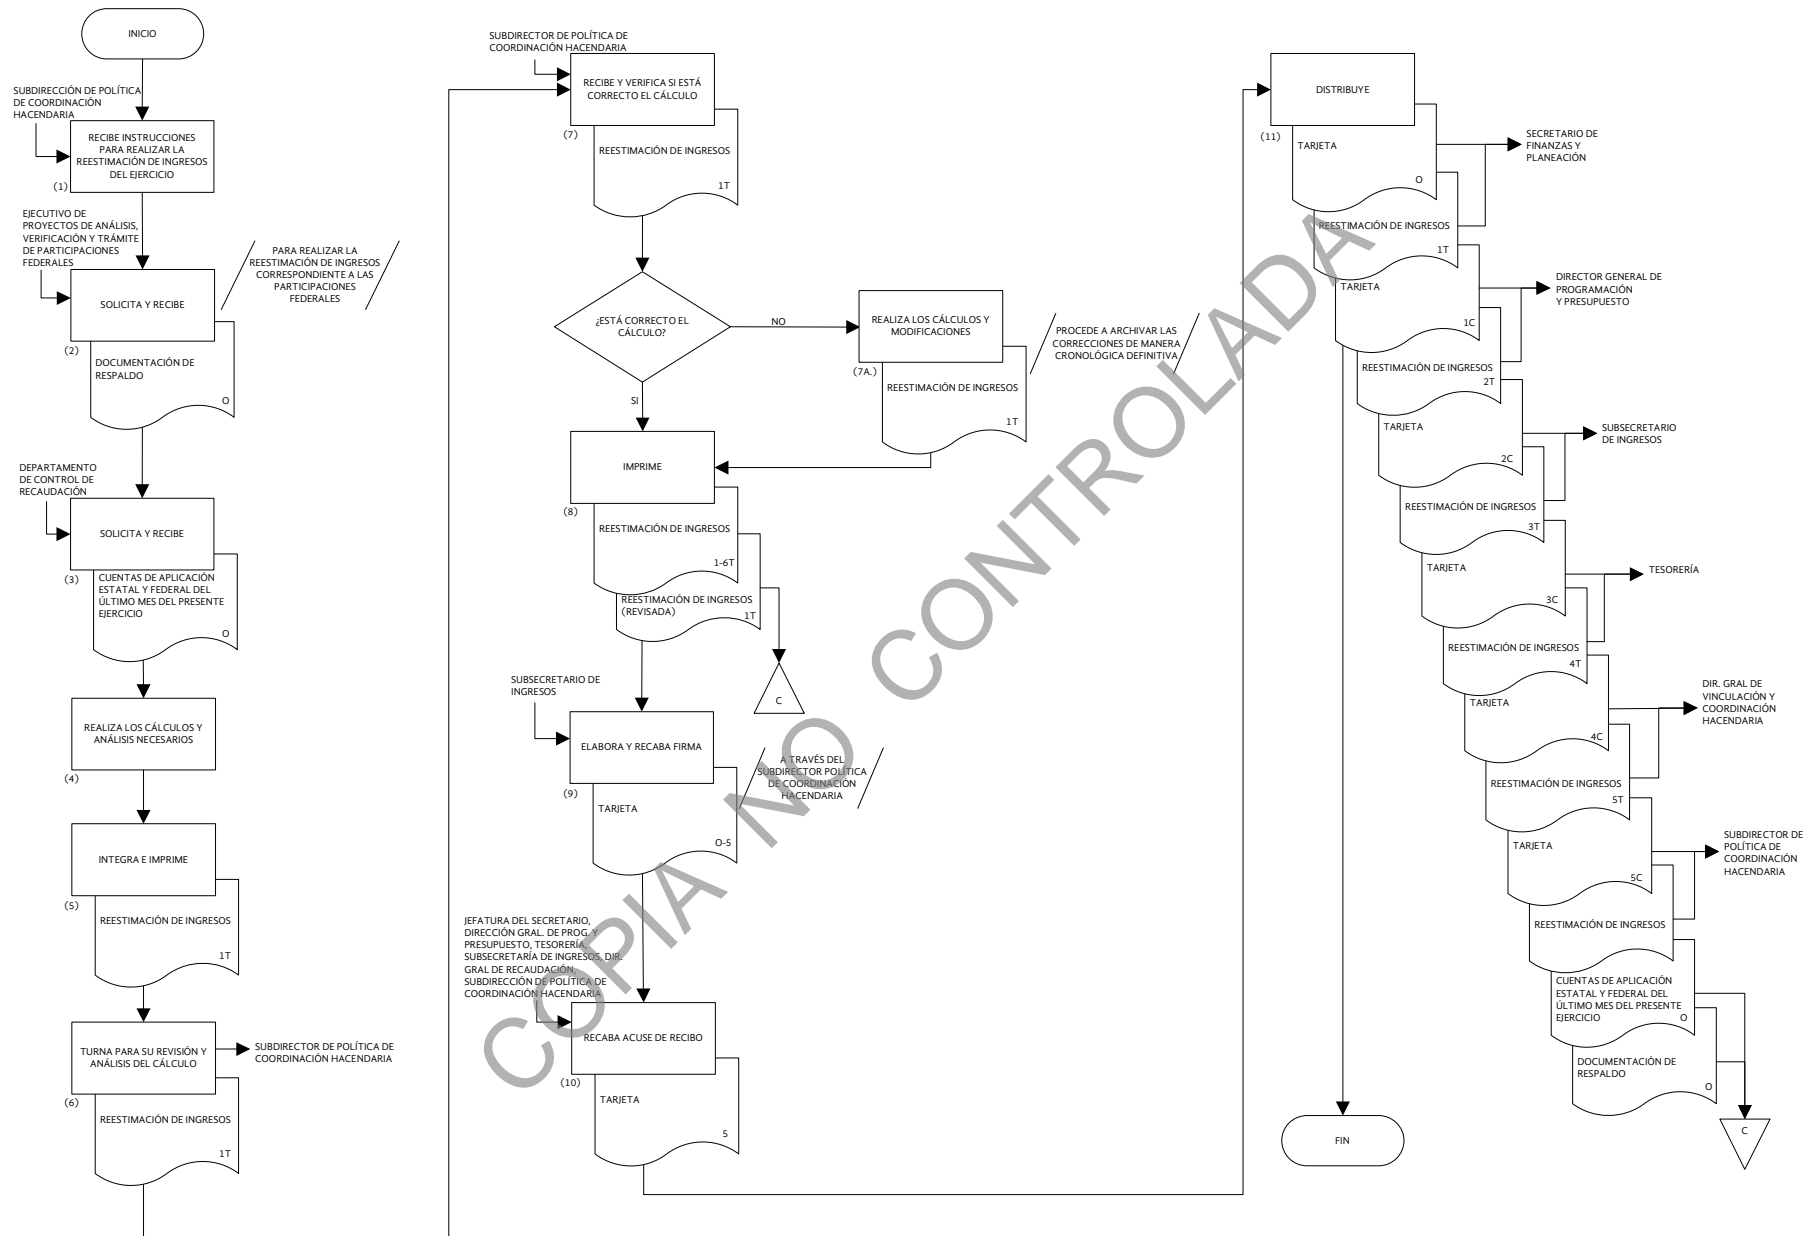 INICIO
SUBDIRECCIÓN DE POLÍTICA
DE COORDINACIÓN
HACENDARIA
RECIBE INSTRUCCIONES
PARA REALIZAR LA
REESTIMACIÓN DE INGRESOS
DEL EJERCICIO
(1)
EJECUTIVO DE
PROYECTOS DE ANÁLISIS,
VERIFICACIÓN Y TRÁMITE
DE PARTICIPACIONES
FEDERALES
SOLICITA Y RECIBE
PARA REALIZAR LA
REESTIMACIÓN DE INGRESOS
CORRESPONDIENTE A LAS
PARTICIPACIONES
FEDERALES
(2)
DOCUMENTACIÓN DE
RESPALDO
O
DEPARTAMENTO
DE CONTROL DE
RECAUDACIÓN
SOLICITA Y RECIBE
(3)
CUENTAS DE APLICACIÓN
ESTATAL Y FEDERAL DEL
ÚLTIMO MES DEL PRESENTE
EJERCICIO
O
REALIZA LOS CÁLCULOS Y
ANÁLISIS NECESARIOS
(4)
INTEGRA E IMPRIME
(5)
REESTIMACIÓN DE INGRESOS
1T
TURNA PARA SU REVISIÓN Y
ANÁLISIS DEL CÁLCULO
SUBDIRECTOR DE POLÍTICA DE
COORDINACIÓN HACENDARIA
(6)
REESTIMACIÓN DE INGRESOS
1T
SUBDIRECTOR DE POLÍTICA DE
COORDINACIÓN HACENDARIA
RECIBE Y VERIFICA SI ESTÁ
CORRECTO EL CÁLCULO
(7)
REESTIMACIÓN DE INGRESOS
1T
¿ESTÁ CORRECTO EL
CÁLCULO?
NO
REALIZA LOS CÁLCULOS Y
MODIFICACIONES
PROCEDE A ARCHIVAR LAS
CORRECCIONES DE MANERA
CRONOLÓGICA DEFINITIVA
(7A.)
REESTIMACIÓN DE INGRESOS
1T
SI
IMPRIME
(8)
REESTIMACIÓN DE INGRESOS
1-6T
REESTIMACIÓN DE INGRESOS
(REVISADA)
1T
C
SUBSECRETARIO DE
INGRESOS
ELABORA Y RECABA FIRMA
A TRAVÉS DEL
SUBDIRECTOR POLÍTICA
DE COORDINACIÓN
HACENDARIA
(9)
TARJETA
O-5
JEFATURA DEL SECRETARIO,
DIRECCIÓN GRAL. DE PROG. Y
PRESUPUESTO, TESORERÍA,
SUBSECRETARÍA DE INGRESOS, DIR.
GRAL DE RECAUDACIÓN,
SUBDIRECCIÓN DE POLÍTICA DE
COORDINACIÓN HACENDARIA
RECABA ACUSE DE RECIBO
(10)
TARJETA
5
DISTRIBUYE
(11)
TARJETA
O
SECRETARIO DE
FINANZAS Y
PLANEACIÓN
REESTIMACIÓN DE INGRESOS
1T
TARJETA
1C
DIRECTOR GENERAL DE
PROGRAMACIÓN
Y PRESUPUESTO
REESTIMACIÓN DE INGRESOS
2T
TARJETA
2C
SUBSECRETARIO
DE INGRESOS
REESTIMACIÓN DE INGRESOS
3T
TARJETA
3C
TESORERÍA
REESTIMACIÓN DE INGRESOS
4T
TARJETA
4C
DIR. GRAL DE
VINCULACIÓN Y
COORDINACIÓN
HACENDARIA
REESTIMACIÓN DE INGRESOS
5T
TARJETA
5C
SUBDIRECTOR DE
POLÍTICA DE
COORDINACIÓN
HACENDARIA
REESTIMACIÓN DE INGRESOS
CUENTAS DE APLICACIÓN
ESTATAL Y FEDERAL DEL
ÚLTIMO MES DEL PRESENTE
EJERCICIO
O
DOCUMENTACIÓN DE
RESPALDO
O
C
FIN
COPIA NO CONTROLADA